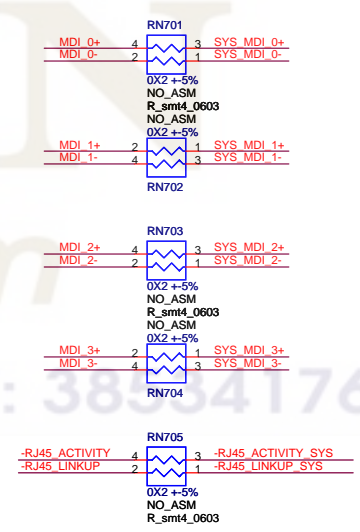 RN701
MDI_0+ 4 3 SYS_MDI_0+
MDI_0- 2 1 SYS_MDI_0-
0X2 +-5%
NO_ASM
R_smt4_0603
NO_ASM
0X2 +-5%
MDI_1+ 2 1 SYS_MDI_1+
MDI_1- 4 3 SYS_MDI_1-
RN702
RN703
MDI_2+ 4 3 SYS_MDI_2+
MDI_2- 2 1 SYS_MDI_2-
0X2 +-5%
NO_ASM
R_smt4_0603
NO_ASM
0X2 +-5%
MDI_3+ 2 1 SYS_MDI_3+
MDI_3- 4 3 SYS_MDI_3-
: 38534176
RN704
RN705
-RJ45_ACTIVITY 4 3 -RJ45_ACTIVITY_SYS
-RJ45_LINKUP 2 1 -RJ45_LINKUP_SYS
0X2 +-5%
NO_ASM
R_smt4_0603